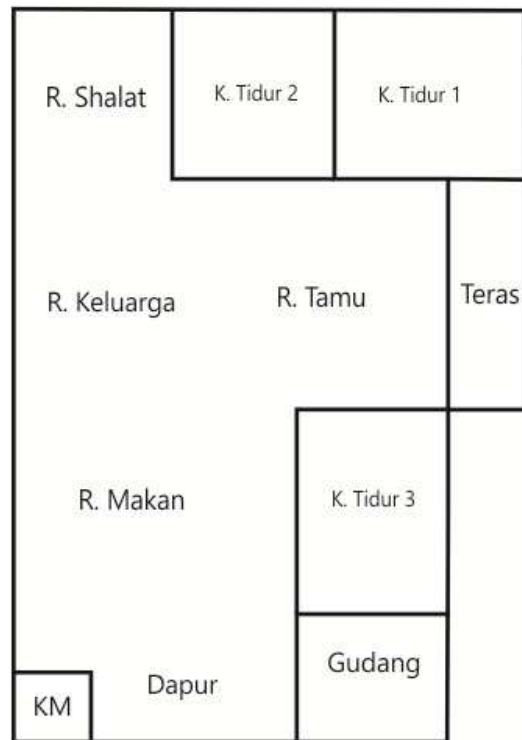 R. Shalat
K. Tidur 2
K. Tidur 1
R. Keluarga
R. Tamu
Teras
R. Makan
K. Tidur 3
KM
Dapur
Gudang